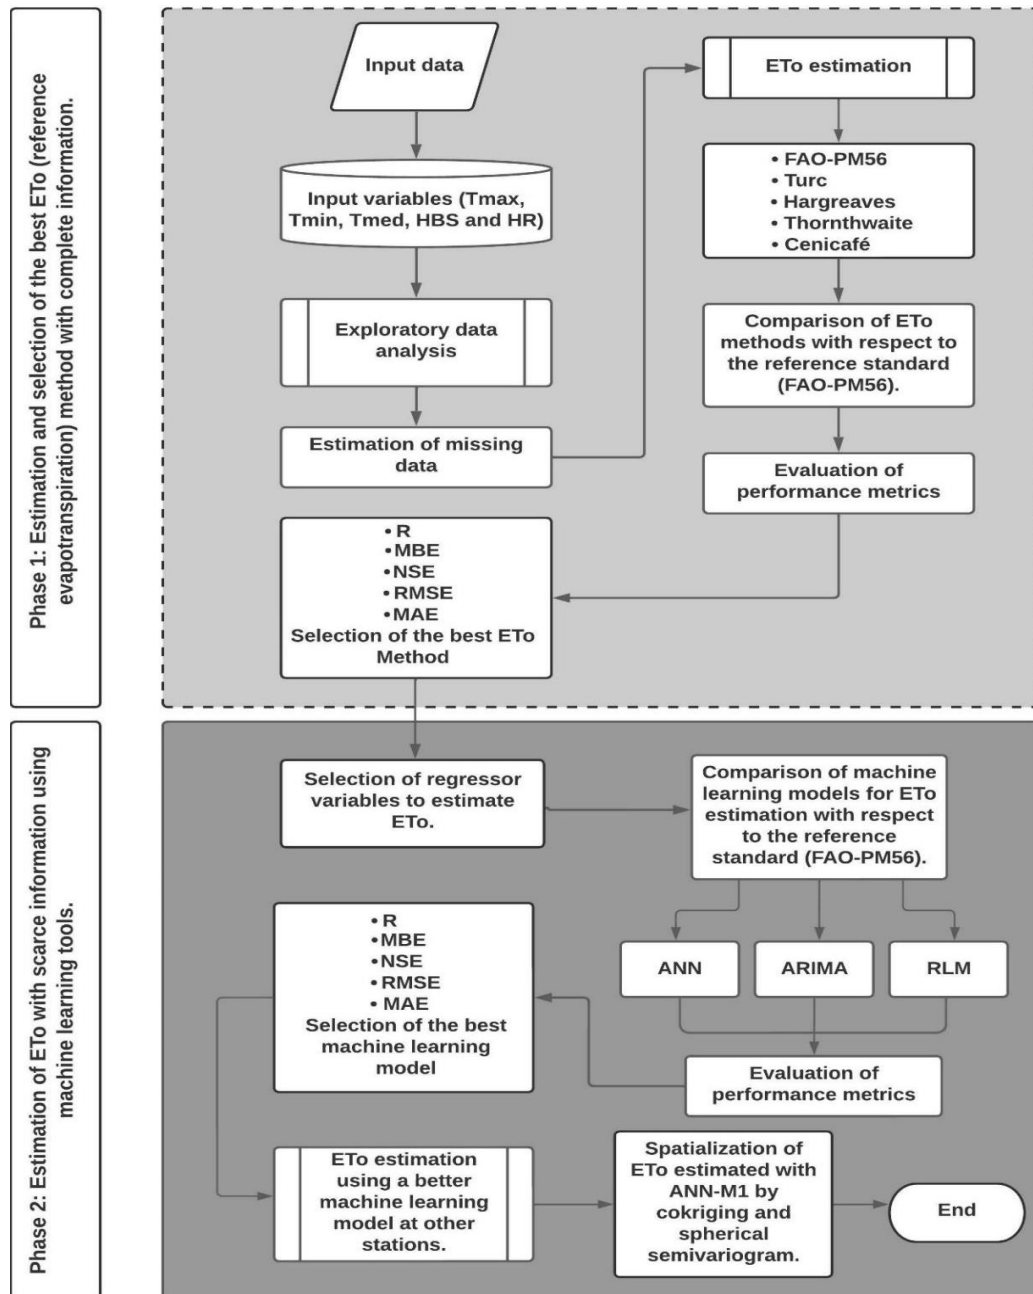 Phase 1: Estimation and selection of the best ETo (reference
evapotranspiration) method with complete information.
Input data
Input variables (Tmax,
Tmin, Tmed, HBS and HR)
Exploratory data
analysis
Estimation of missing
data
ETo estimation
• FAO-PM56
• Turc
• Hargreaves
• Thornthwaite
• Cenicafé
Comparison of ETo
methods with respect to
the reference standard
(FAO-PM56).
Evaluation of
performance metrics
• R
• MBE
• NSE
• RMSE
• MAE
Selection of the best ETo
Method
Phase 2: Estimation of ETo with scarce information using
machine learning tools.
Selection of regressor
variables to estimate
ETo.
Comparison of machine
learning models for ETo
estimation with respect
to the reference
standard (FAO-PM56).
ANN
ARIMA
RLM
Evaluation of
performance metrics
• R
• MBE
• NSE
• RMSE
• MAE
Selection of the best
machine learning
model
ETo estimation
using a better
machine learning
model at other
stations.
Spatialization of
ETo estimated with
ANN-M1 by
cokriging and
spherical
semivariogram.
End